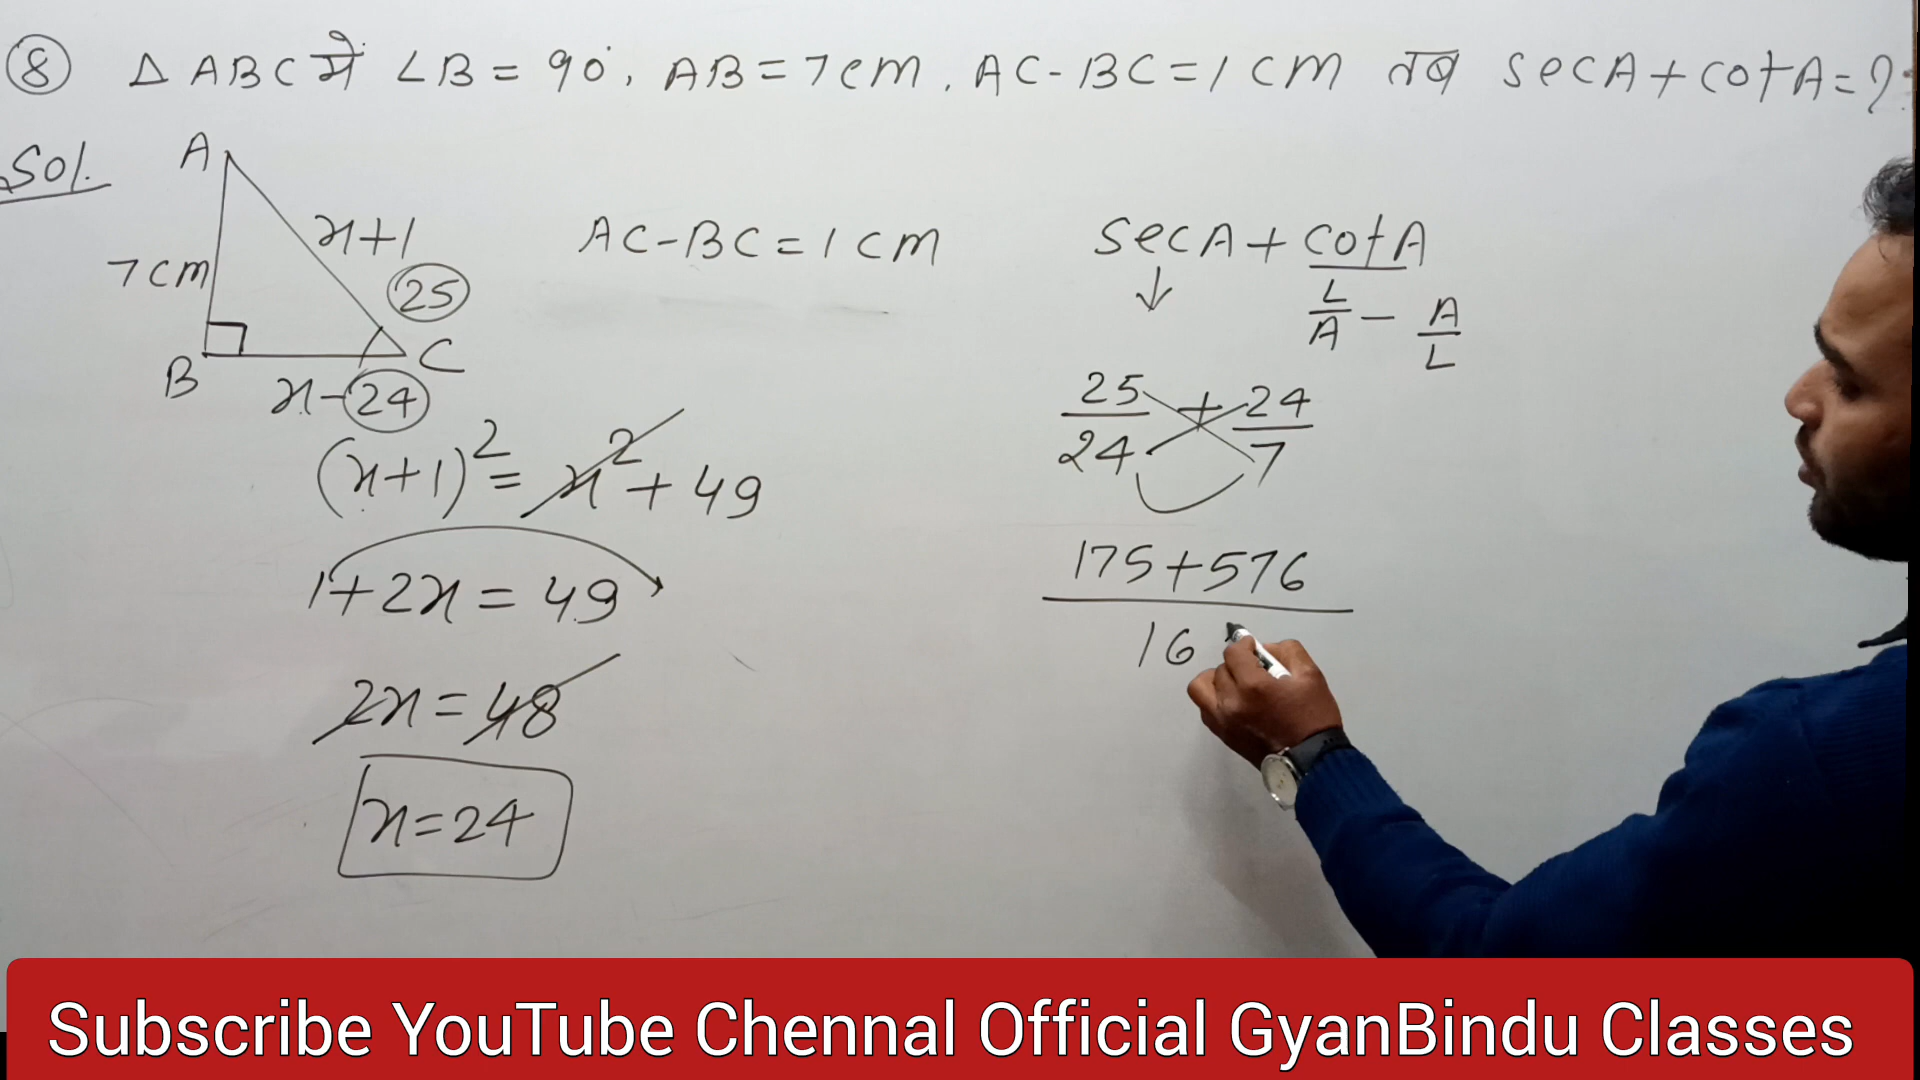 ⑧ △ ABC में ∠B = 90°, AB = 7cm, AC-BC = 1 CM तब secA + cotA = ?
Sol.
A
x+1
7cm
25
B
C
x-24
(x+1)² = x² + 49
1+2x = 49
2x = 48
x=24
AC-BC = 1 CM
secA + cotA
↓ L/A - A/L
25/24 + 24/7
175+576
16
Subscribe YouTube Chennal Official GyanBindu Classes